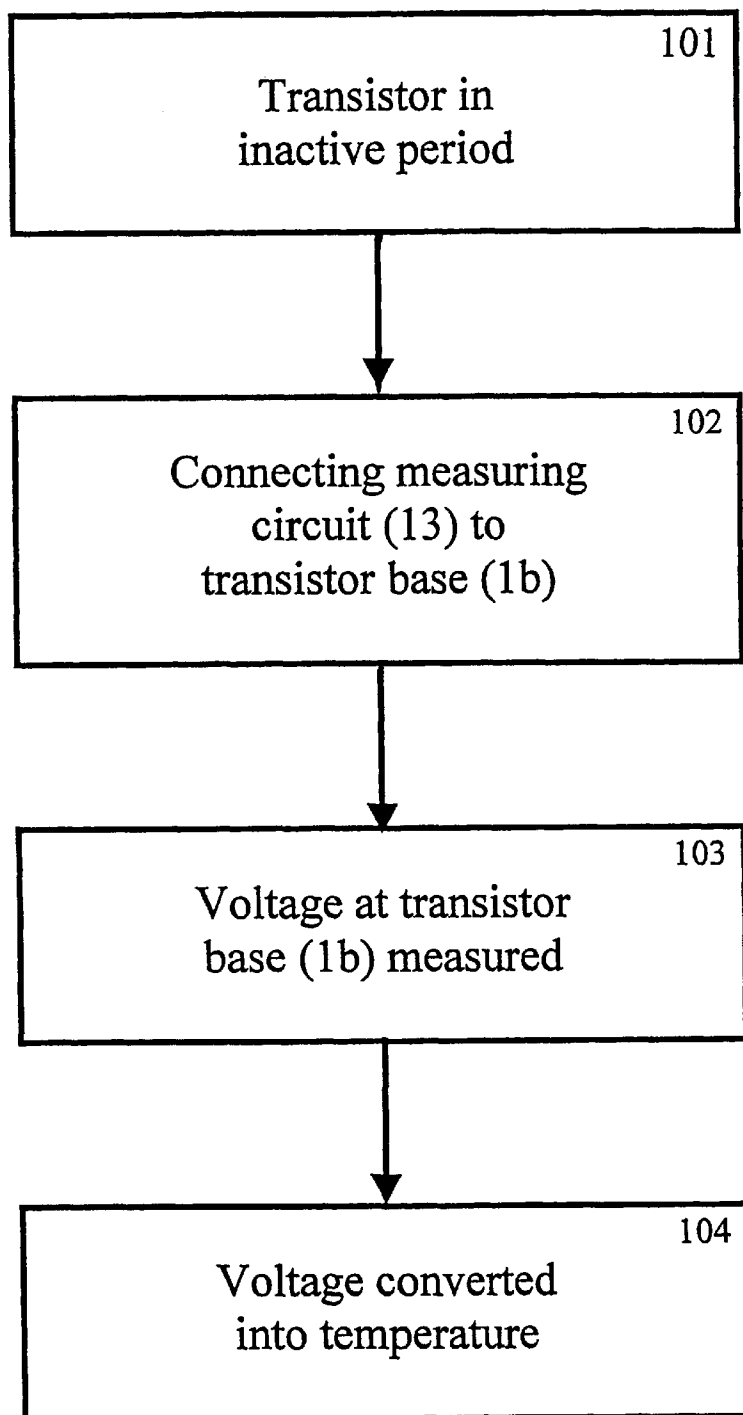 101
Transistor in
inactive period
102
Connecting measuring
circuit (13) to
transistor base (1b)
103
Voltage at transistor
base (1b) measured
104
Voltage converted
into temperature